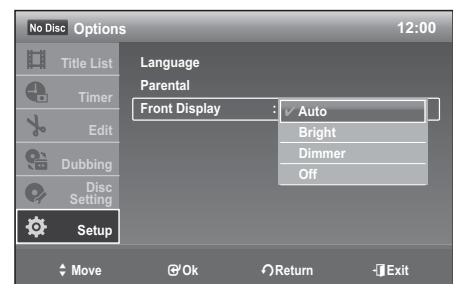 No Disc Options 12:00
Title List
Timer
Edit
Dubbing
Disc
Setting
Setup
Language
Parental
Front Display : ✔ Auto
Bright
Dimmer
Off
Move Ok Return Exit